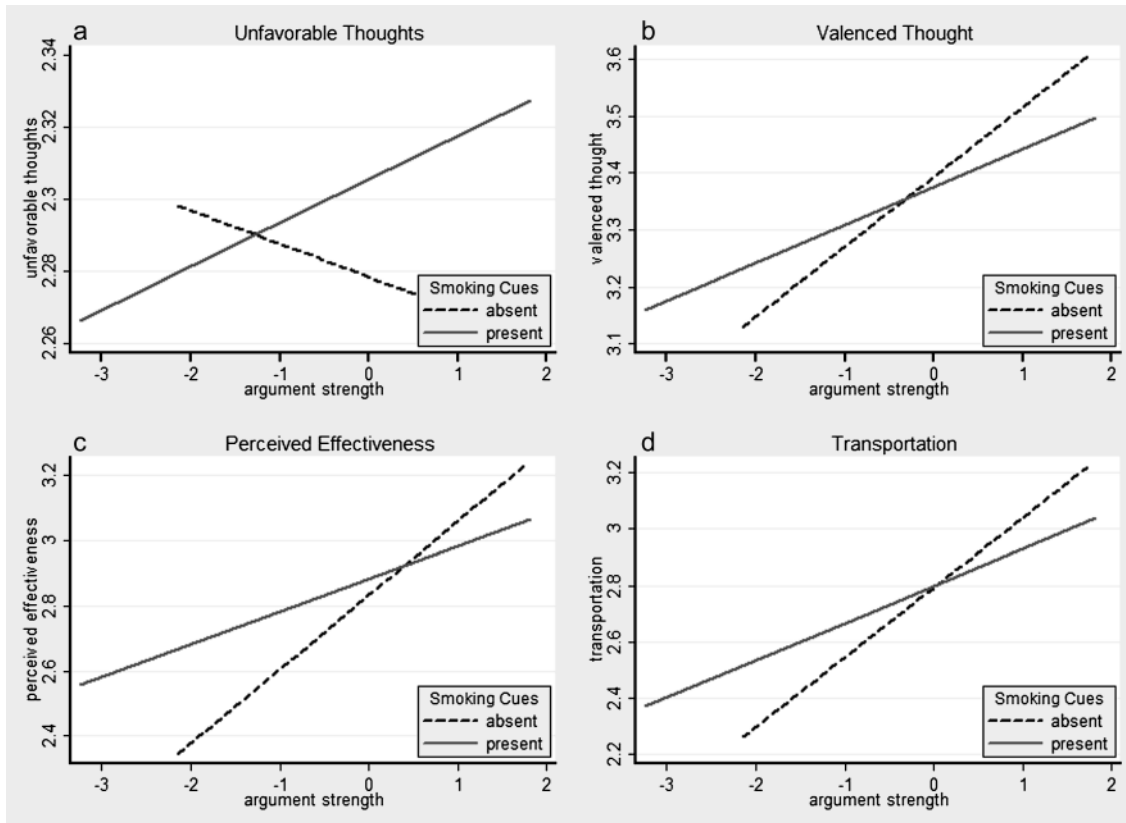 a Unfavorable Thoughts
unfavorable thoughts
2.34
2.32
2.3
2.28
2.26
Smoking Cues
absent
present
-3 -2 -1 0 1 2
argument strength
b Valenced Thought
valenced thought
3.6
3.5
3.4
3.3
3.2
3.1
Smoking Cues
absent
present
-3 -2 -1 0 1 2
argument strength
c Perceived Effectiveness
perceived effectiveness
3.2
3
2.8
2.6
2.4
Smoking Cues
absent
present
-3 -2 -1 0 1 2
argument strength
d Transportation
transportation
3.2
3
2.8
2.6
2.4
2.2
Smoking Cues
absent
present
-3 -2 -1 0 1 2
argument strength